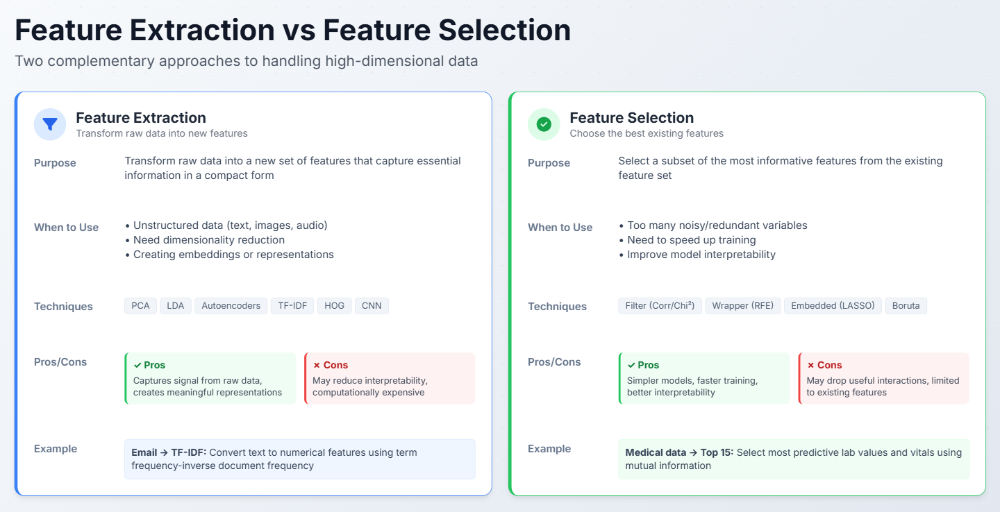 Feature Extraction vs Feature Selection
Two complementary approaches to handling high-dimensional data
Feature Extraction
Transform raw data into new features
Purpose
Transform raw data into a new set of features that capture essential
information in a compact form
When to Use
• Unstructured data (text, images, audio)
• Need dimensionality reduction
• Creating embeddings or representations
Techniques
PCA LDA Autoencoders TF-IDF HOG CNN
Pros/Cons
✓ Pros
Captures signal from raw data,
creates meaningful representations
× Cons
May reduce interpretability,
computationally expensive
Example
Email → TF-IDF: Convert text to numerical features using term
frequency-inverse document frequency
Feature Selection
Choose the best existing features
Purpose
Select a subset of the most informative features from the existing
feature set
When to Use
• Too many noisy/redundant variables
• Need to speed up training
• Improve model interpretability
Techniques
Filter (Corr/Chi²) Wrapper (RFE) Embedded (LASSO) Boruta
Pros/Cons
✓ Pros
Simpler models, faster training,
better interpretability
× Cons
May drop useful interactions, limited
to existing features
Example
Medical data → Top 15: Select most predictive lab values and vitals using
mutual information